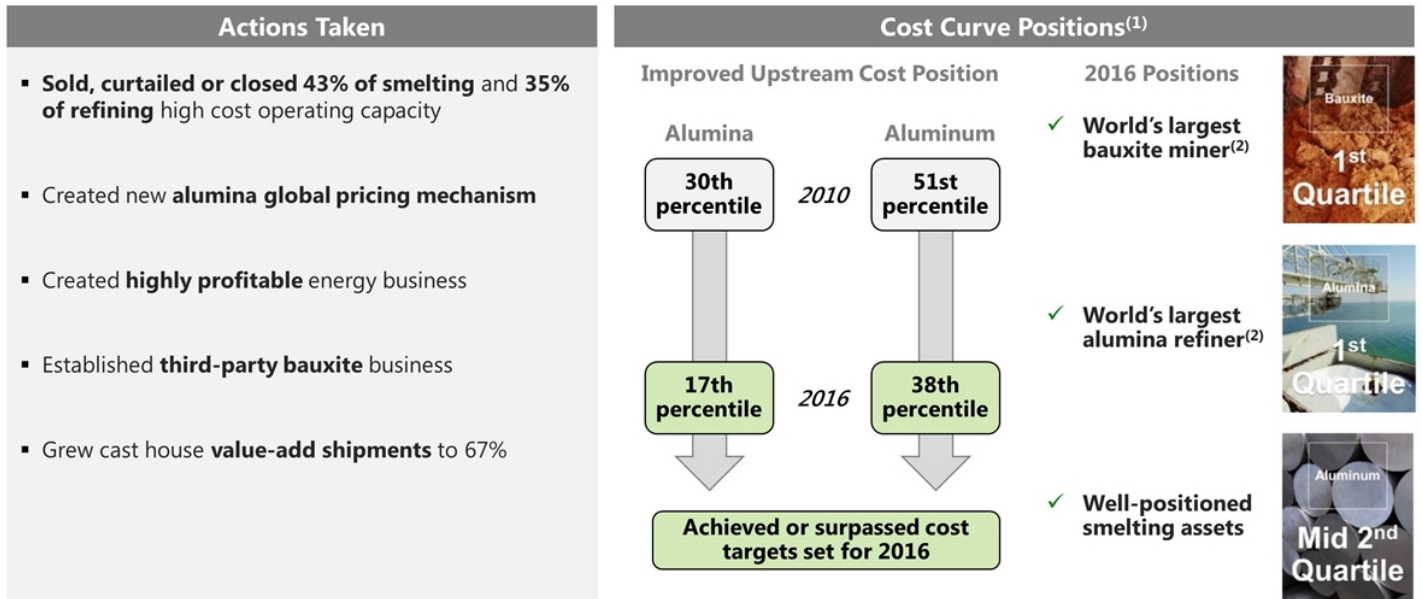 Actions Taken
▪ Sold, curtailed or closed 43% of smelting and 35%
of refining high cost operating capacity
▪ Created new alumina global pricing mechanism
▪ Created highly profitable energy business
▪ Established third-party bauxite business
▪ Grew cast house value-add shipments to 67%
Cost Curve Positions(1)
Improved Upstream Cost Position
Alumina
Aluminum
30th
percentile
2010
51st
percentile
17th
percentile
2016
38th
percentile
Achieved or surpassed cost
targets set for 2016
2016 Positions
✓ World's largest
bauxite miner(2)
Bauxite
1st
Quartile
✓ World's largest
alumina refiner(2)
Alumina
1st
Quartile
✓ Well-positioned
smelting assets
Aluminum
Mid 2nd
Quartile